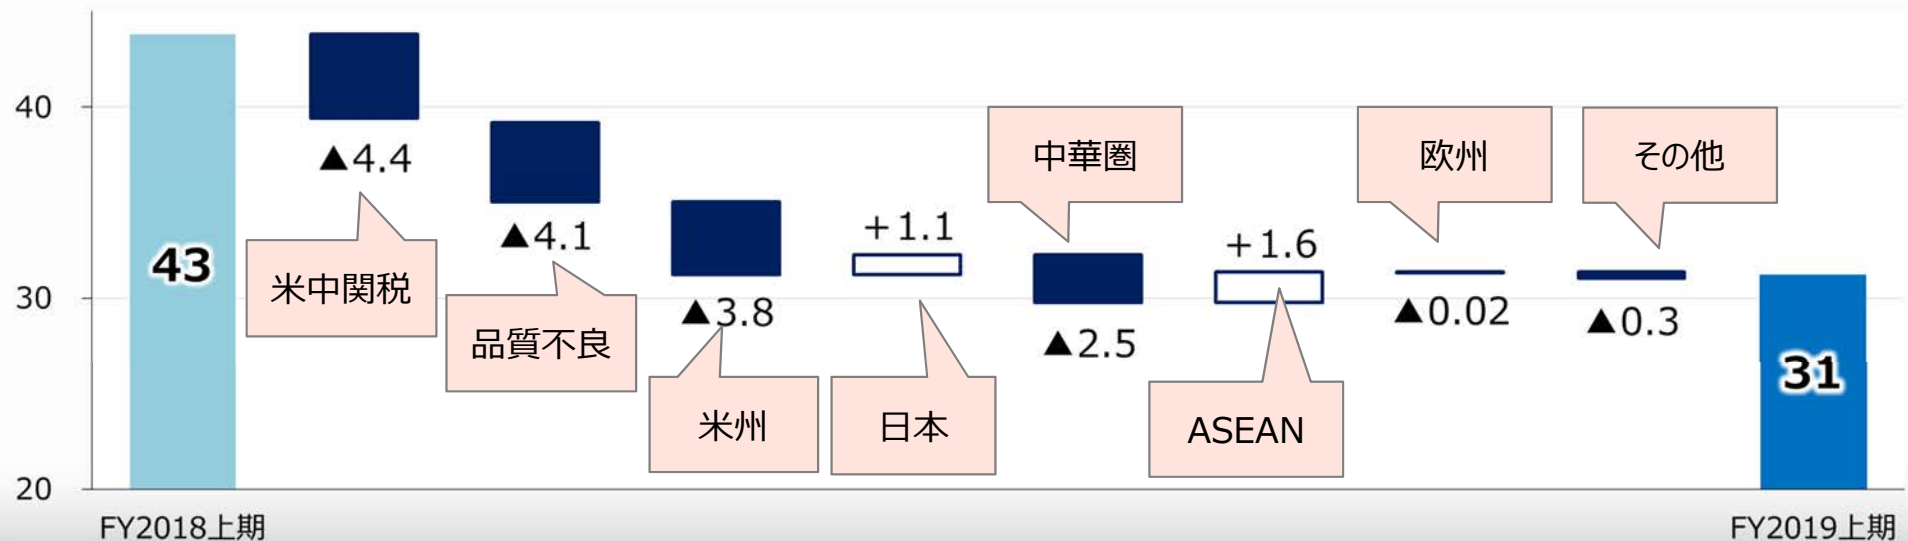 40
30
20
43
▲4.4
米中関税
▲4.1
品質不良
▲3.8
米州
+1.1
日本
中華圏
▲2.5
+1.6
ASEAN
欧州
▲0.02
その他
▲0.3
31
FY2018上期
FY2019上期